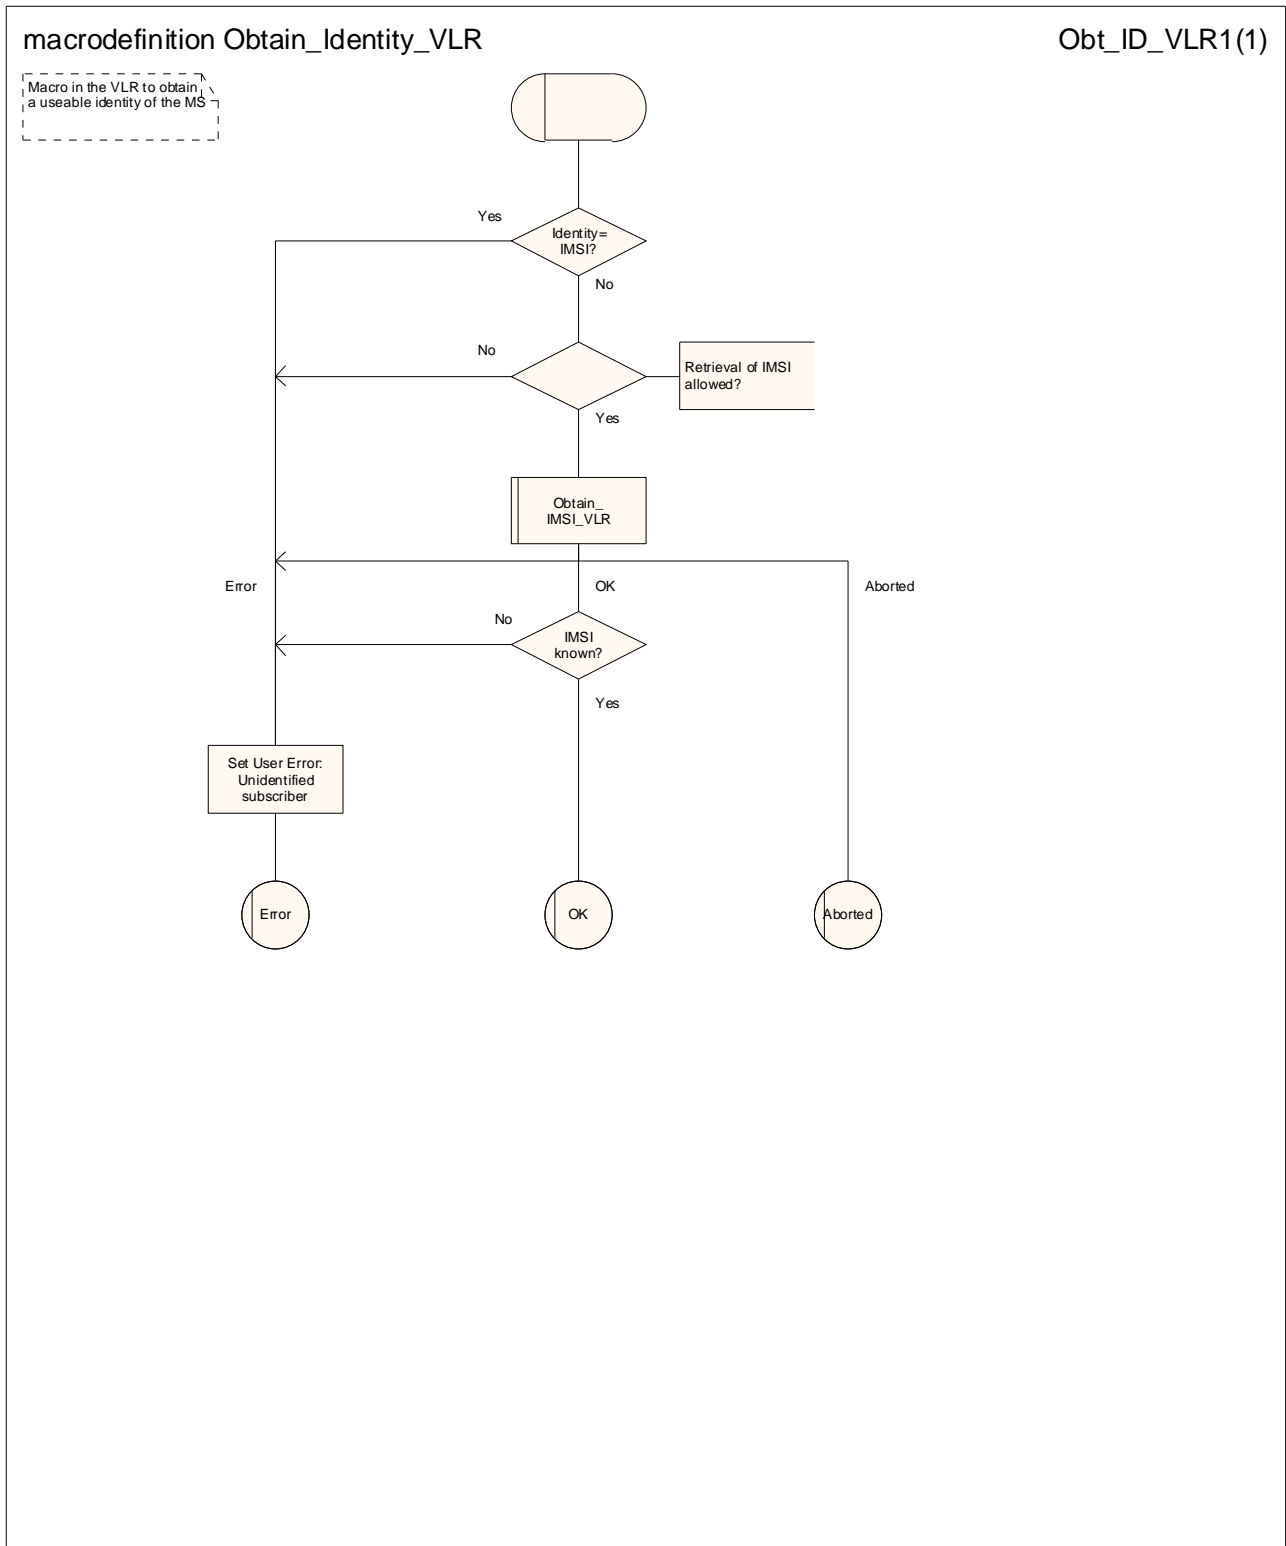 macrodefinition Obtain_Identity_VLR
Obt_ID_VLR1(1)
Macro in the VLR to obtain
a useable identity of the MS
Yes
Identity=
IMSI?
No
No
Retrieval of IMSI
allowed?
Yes
Obtain_
IMSI_VLR
Error
OK
Aborted
No
IMSI
known?
Yes
Set User Error:
Unidentified
subscriber
Error
OK
Aborted